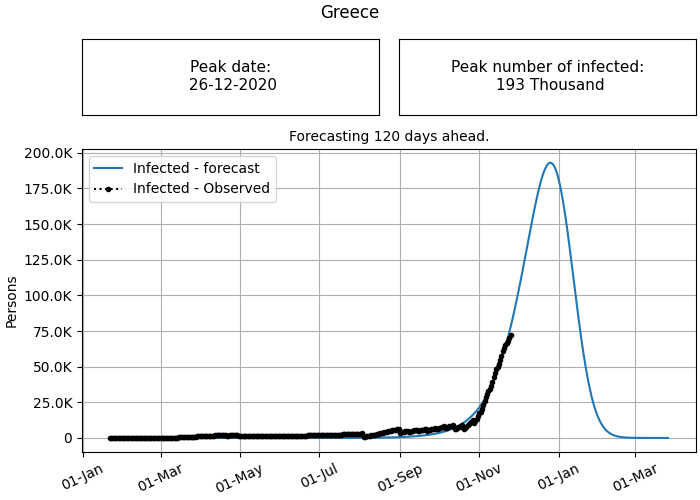 Greece
Peak date:
26-12-2020
Peak number of infected:
193 Thousand
Forecasting 120 days ahead.
200.0K
175.0K
150.0K
125.0K
100.0K
75.0K
50.0K
25.0K
0
Persons
Infected - forecast
Infected - Observed
01-Jan
01-Mar
01-May
01-Jul
01-Sep
01-Nov
01-Jan
01-Mar